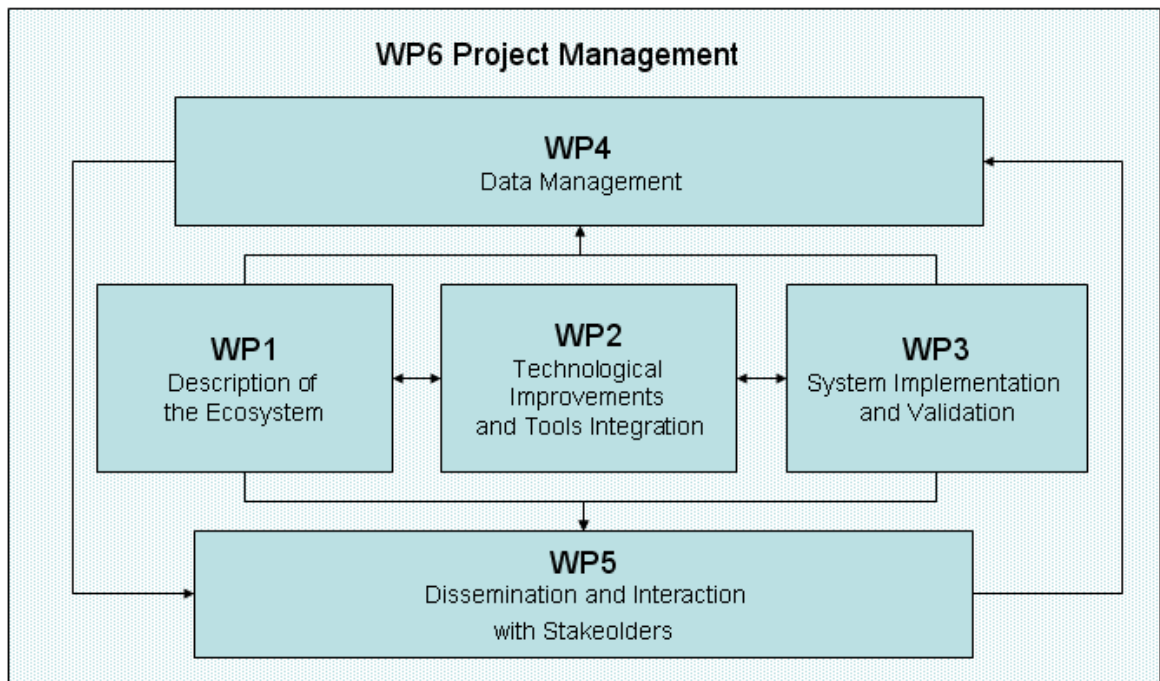 WP6 Project Management
WP4
Data Management
WP1
Description of
the Ecosystem
WP2
Technological
Improvements
and Tools Integration
WP3
System Implementation
and Validation
WP5
Dissemination and Interaction
with Stakeolders